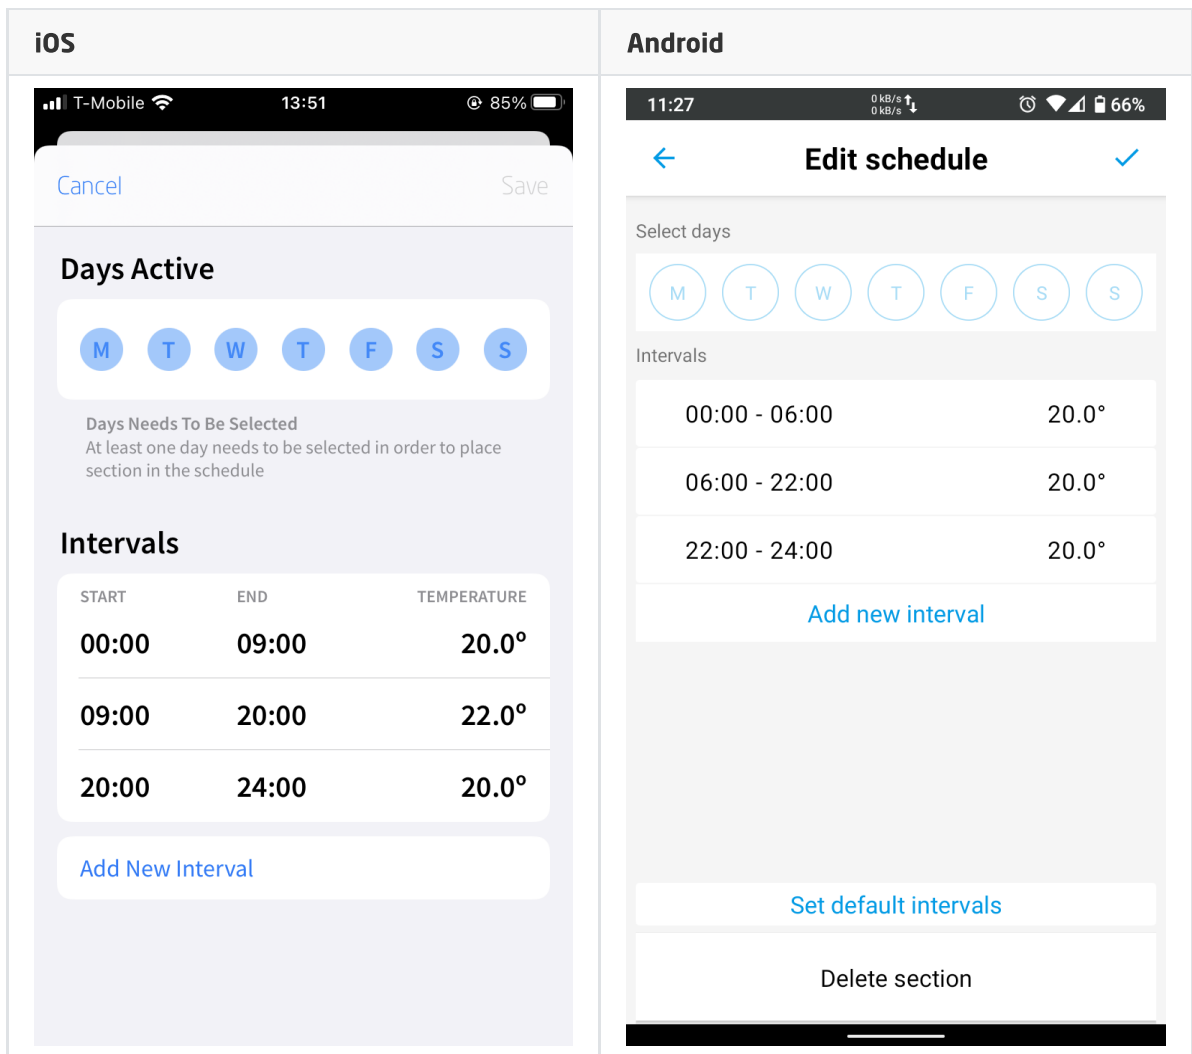 iOS
T-Mobile 13:51 85%
Cancel Save
Days Active
M T W T F S S
Days Needs To Be Selected
At least one day needs to be selected in order to place
section in the schedule
Intervals
START END TEMPERATURE
00:00 09:00 20.0º
09:00 20:00 22.0º
20:00 24:00 20.0º
Add New Interval
Android
11:27 0 kB/s 66%
0 kB/s
Edit schedule
Select days
M T W T F S S
Intervals
00:00 - 06:00 20.0°
06:00 - 22:00 20.0°
22:00 - 24:00 20.0°
Add new interval
Set default intervals
Delete section